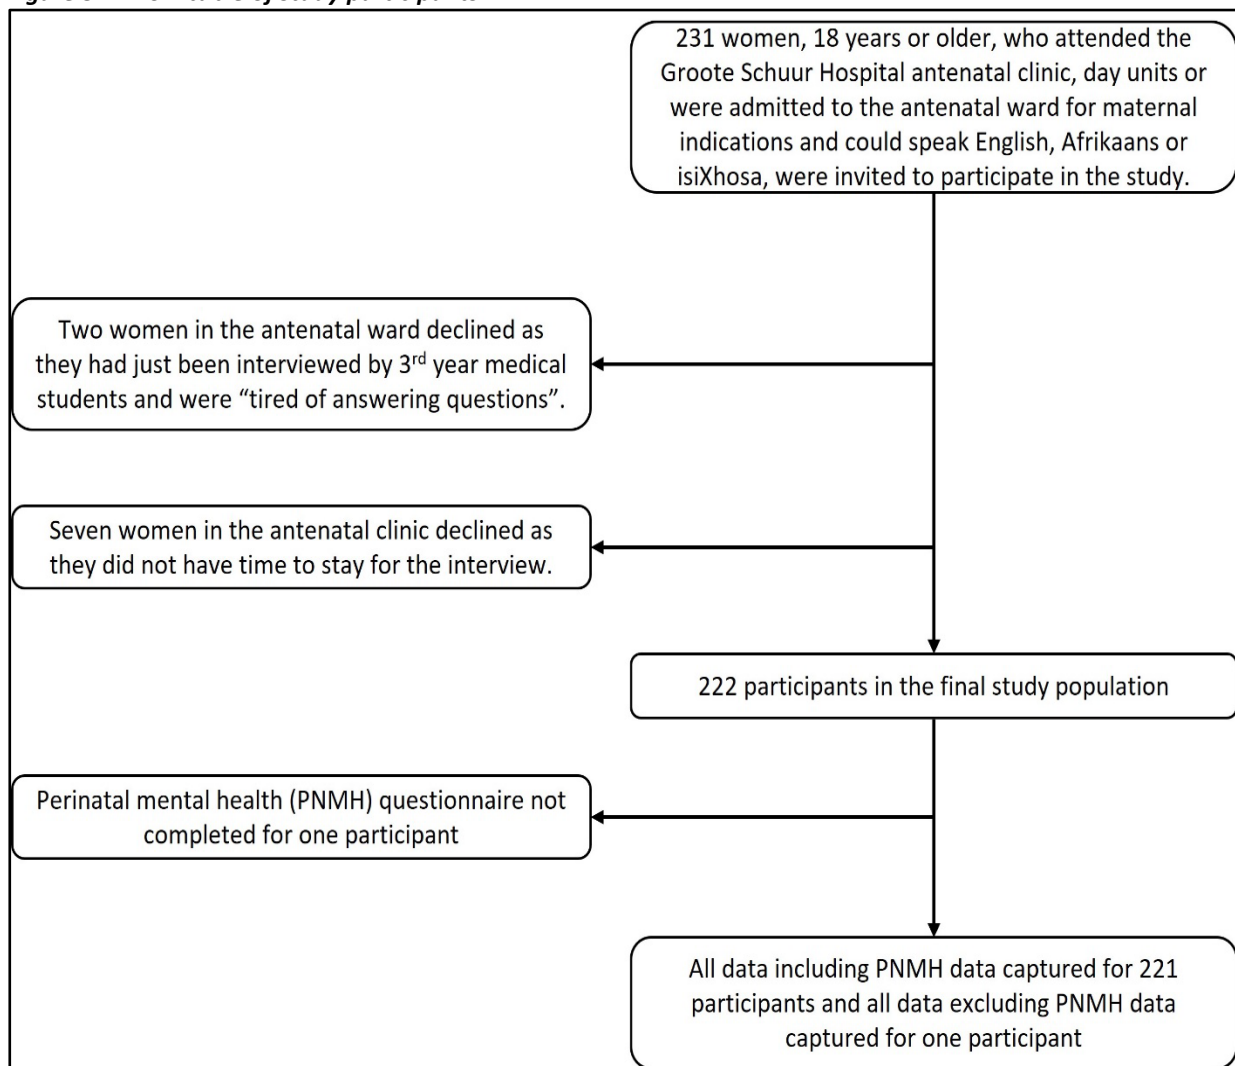 231 women, 18 years or older, who attended the
Groote Schuur Hospital antenatal clinic, day units or
were admitted to the antenatal ward for maternal
indications and could speak English, Afrikaans or
isiXhosa, were invited to participate in the study.
Two women in the antenatal ward declined as
they had just been interviewed by 3rd year medical
students and were “tired of answering questions”.
Seven women in the antenatal clinic declined as
they did not have time to stay for the interview.
222 participants in the final study population
Perinatal mental health (PNMH) questionnaire not
completed for one participant
All data including PNMH data captured for 221
participants and all data excluding PNMH data
captured for one participant